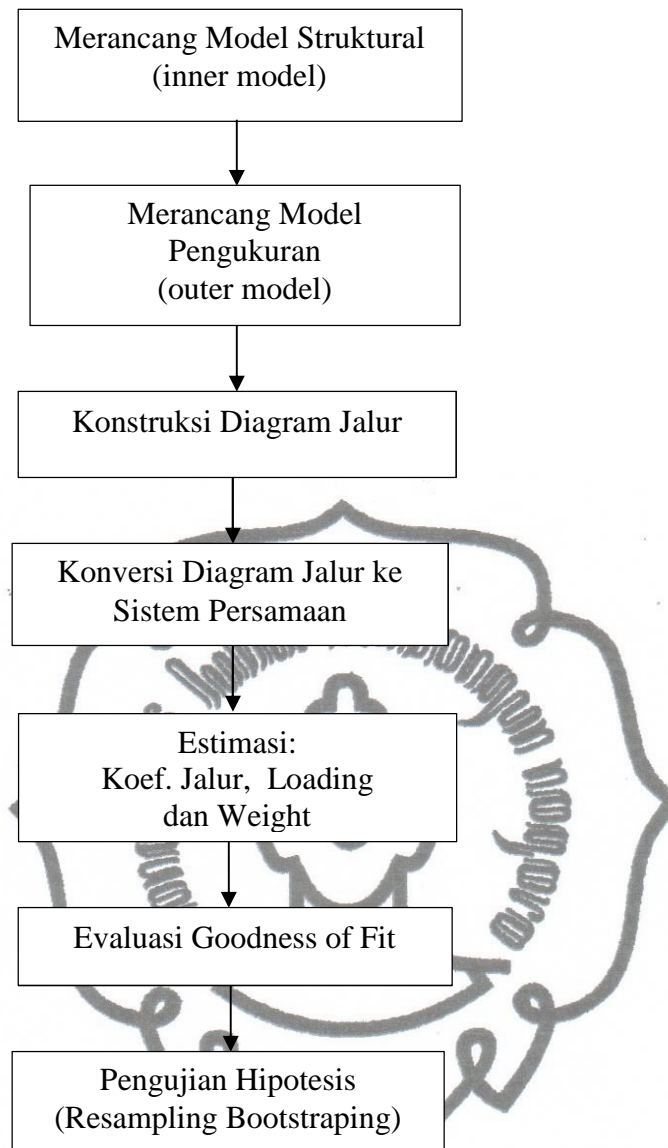 Merancang Model Struktural
(inner model)
Merancang Model
Pengukuran
(outer model)
Konstruksi Diagram Jalur
Konversi Diagram Jalur ke
Sistem Persamaan
Estimasi:
Koef. Jalur, Loading
dan Weight
Evaluasi Goodness of Fit
Pengujian Hipotesis
(Resampling Bootstraping)